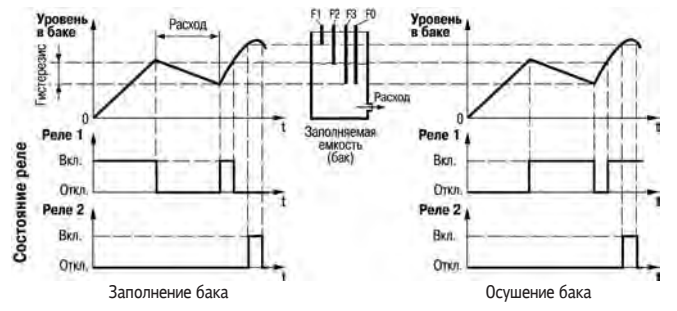 Уровень
в баке
Расход
Гистерезис
0
t
Реле 1
Вкл.
Откл.
t
Реле 2
Вкл.
Откл.
t
Состояние реле
Заполнение бака
F1 F2 F3 F0
Расход
Заполняемая
емкость
(бак)
Уровень
в баке
0
t
Реле 1
Вкл.
Откл.
t
Реле 2
Вкл.
Откл.
t
Осушение бака